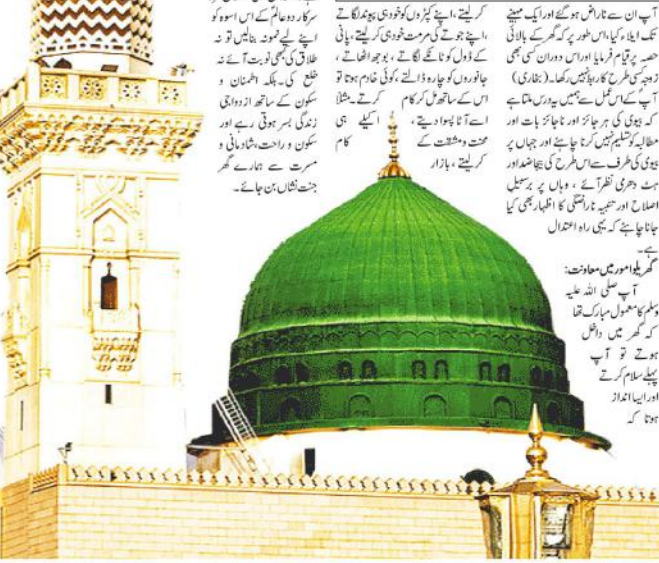 آپ ان سے ناراض ہوگئے اور ایک مہینے
تک ایلاء کیا، اس طور پر کہ گھر کے بالائی
حصہ پر قیام فرمایا اور اس دوران کسی بھی
زوجہ سے کسی طرح کا ربط نہیں رکھا۔ (بخاری)
آپؐ کے اس عمل سے ہمیں یہ درس ملتا ہے
کہ بیوی کی ہر جائز اور ناجائز بات اور
مطالبہ کو تسلیم نہیں کرنا چاہئے اور جہاں پر
بیوی کی طرف سے اس طرح کی بیجا ضد اور
ہٹ دھرمی نظر آئے ، وہاں پر برسبیل
اصلاح اور تنبیہ ناراضگی کا اظہار بھی کیا
جانا چاہئے کہ یہی راہ اعتدال
ہے۔
گھریلو امور میں معاونت:
آپ صلی اللہ علیہ
وسلم کا معمول مبارک تھا
کہ گھر میں داخل
ہوتے تو آپ
پہلے سلام کرتے
اور ایسا انداز
ہوتا کہ
کر لیتے، اپنے کپڑوں کو خود ہی پیوند لگاتے
،اپنے جوتے کی مرمت خود ہی کر لیتے، پانی
کے ڈول کو ٹانکے لگاتے ، بوجھ اٹھاتے ،
جانوروں کو چارہ ڈالتے ، کوئی خادم ہوتا تو
اس کے ساتھ مل کر کام کرتے ۔ مثلاً
اسے آٹا پسوا دیتے ، اکیلے ہی
محنت و مشقت کے کام
کر لیتے ، بازار
سرکار دو عالمؐ کے اس اسوہ کو
اپنے لیے نمونہ بنالیں تو نہ
طلاق کی بھی نوبت آئے نہ
خلع کی ۔ بلکہ اطمنان و
سکون کے ساتھ ازدواجی
زندگی بسر ہوتی رہے اور
سکون و راحت، شادمانی و
مسرت سے ہمارے گھر
جنت نشاں بن جائے۔